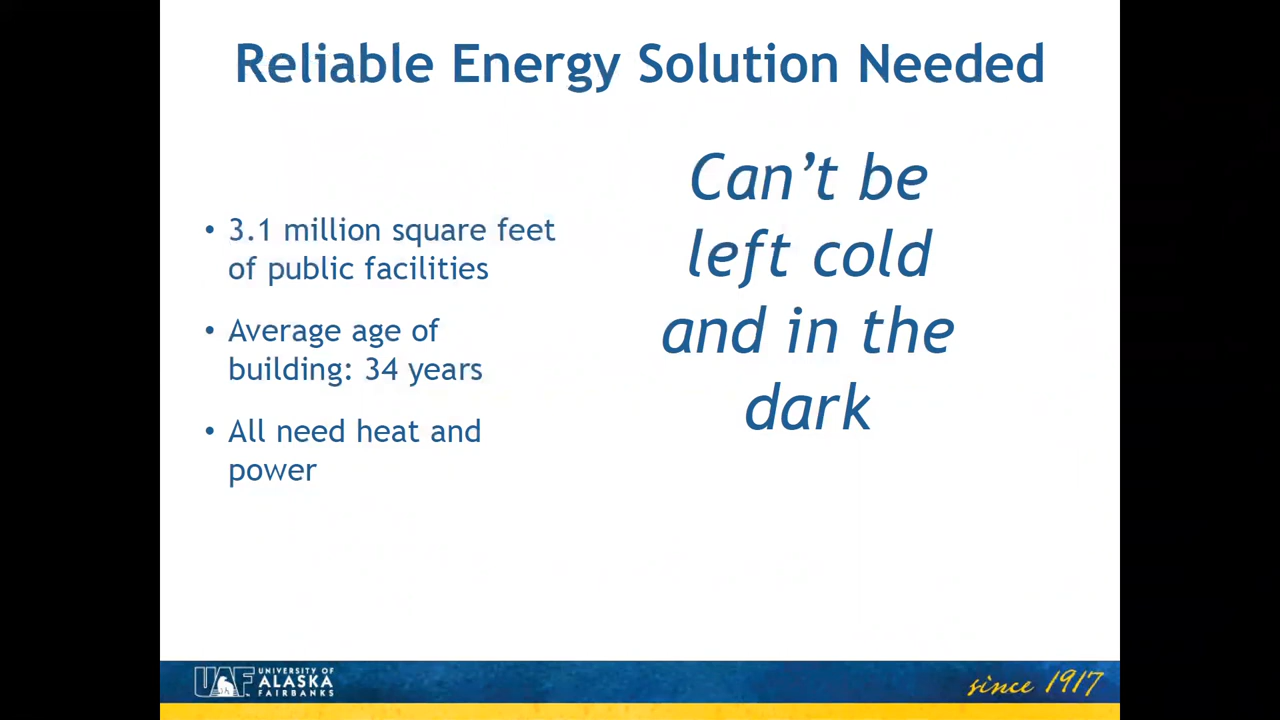 Reliable Energy Solution Needed
• 3.1 million square feet
of public facilities
• Average age of
building: 34 years
• All need heat and
power
Can’t be
left cold
and in the
dark
UAF
UNIVERSITY OF
ALASKA
FAIRBANKS
since 1917